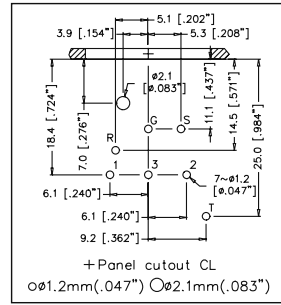 5.1 [.202"]
3.9 [.154"]
5.3 [.208"]
ø2.1
[ø.083"]
18.4 [.724"]
7.0 [.276"]
11.1 [.437"]
14.5 [.571"]
25.0 [.984"]
G
S
R
1
3
2
7~ø1.2
[ø.047"]
6.1 [.240"]
T
6.1 [.240"]
9.2 [.362"]
+Panel cutout CL
oø1.2mm(.047") Oø2.1mm(.083")